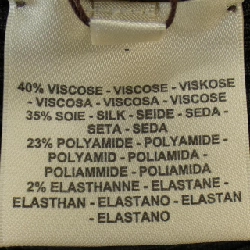 40% VISCOSE - VISCOSE - VISKOSE
- VISCOSA - VISCOSA - VISCOSA
35% SOIE - SILK - SEIDE - SEDA -
SETA - SEDA
23% POLYAMIDE - POLYAMIDE -
POLYAMID - POLIAMIDA -
POLIAMMIDE - POLIAMIDA
2% ELASTHANNE - ELASTANE -
ELASTHAN - ELASTANO - ELASTAN
- ELASTANO